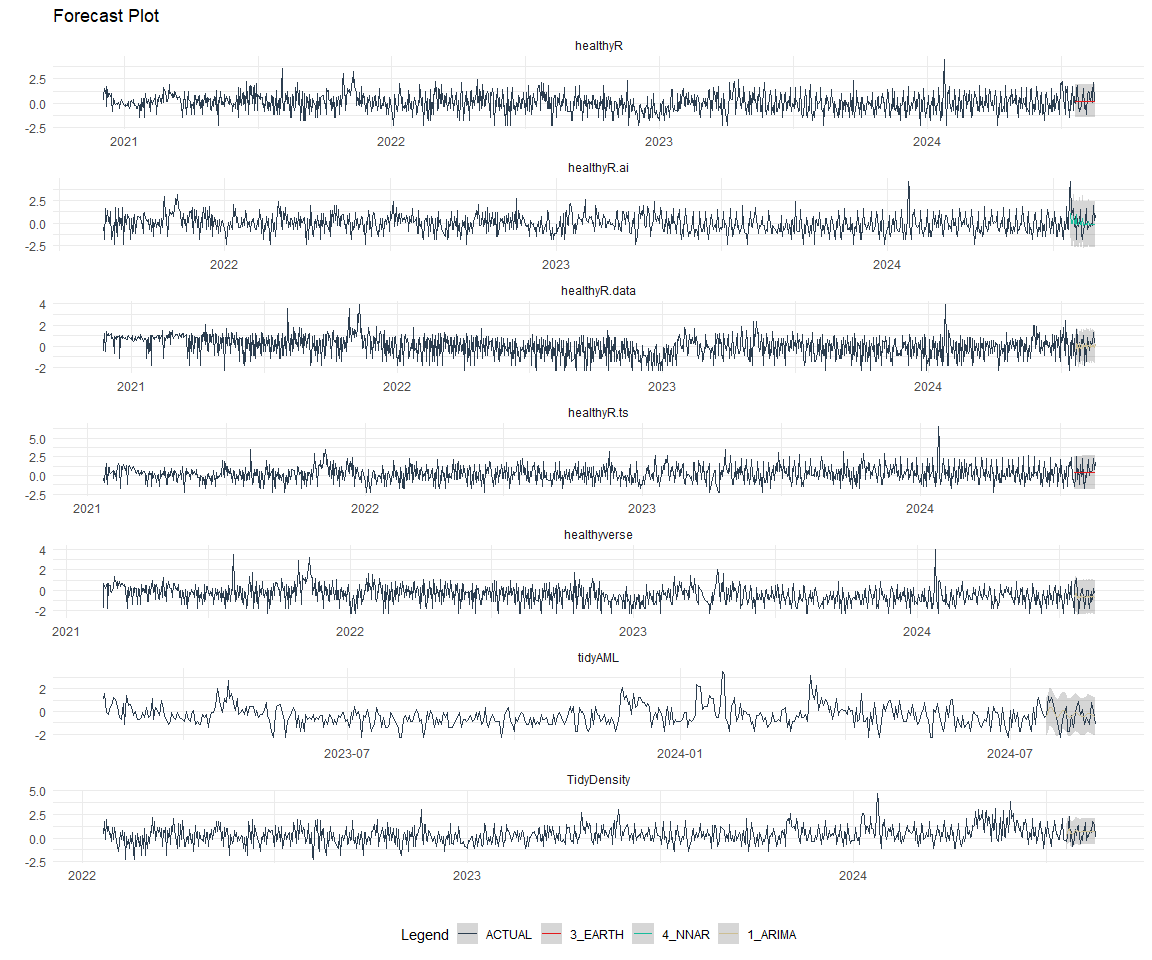 Forecast Plot
healthyR
2.5
0.0
-2.5
2021 2022 2023 2024
healthyR.ai
2.5
0.0
-2.5
2022 2023 2024
healthyR.data
4
2
0
-2
2021 2022 2023 2024
healthyR.ts
5.0
2.5
0.0
-2.5
2021 2022 2023 2024
healthyverse
4
2
0
-2
2021 2022 2023 2024
tidyAML
2
0
-2
2023-07 2024-01 2024-07
TidyDensity
5.0
2.5
0.0
-2.5
2022 2023 2024
Legend ACTUAL 3_EARTH 4_NNAR 1_ARIMA